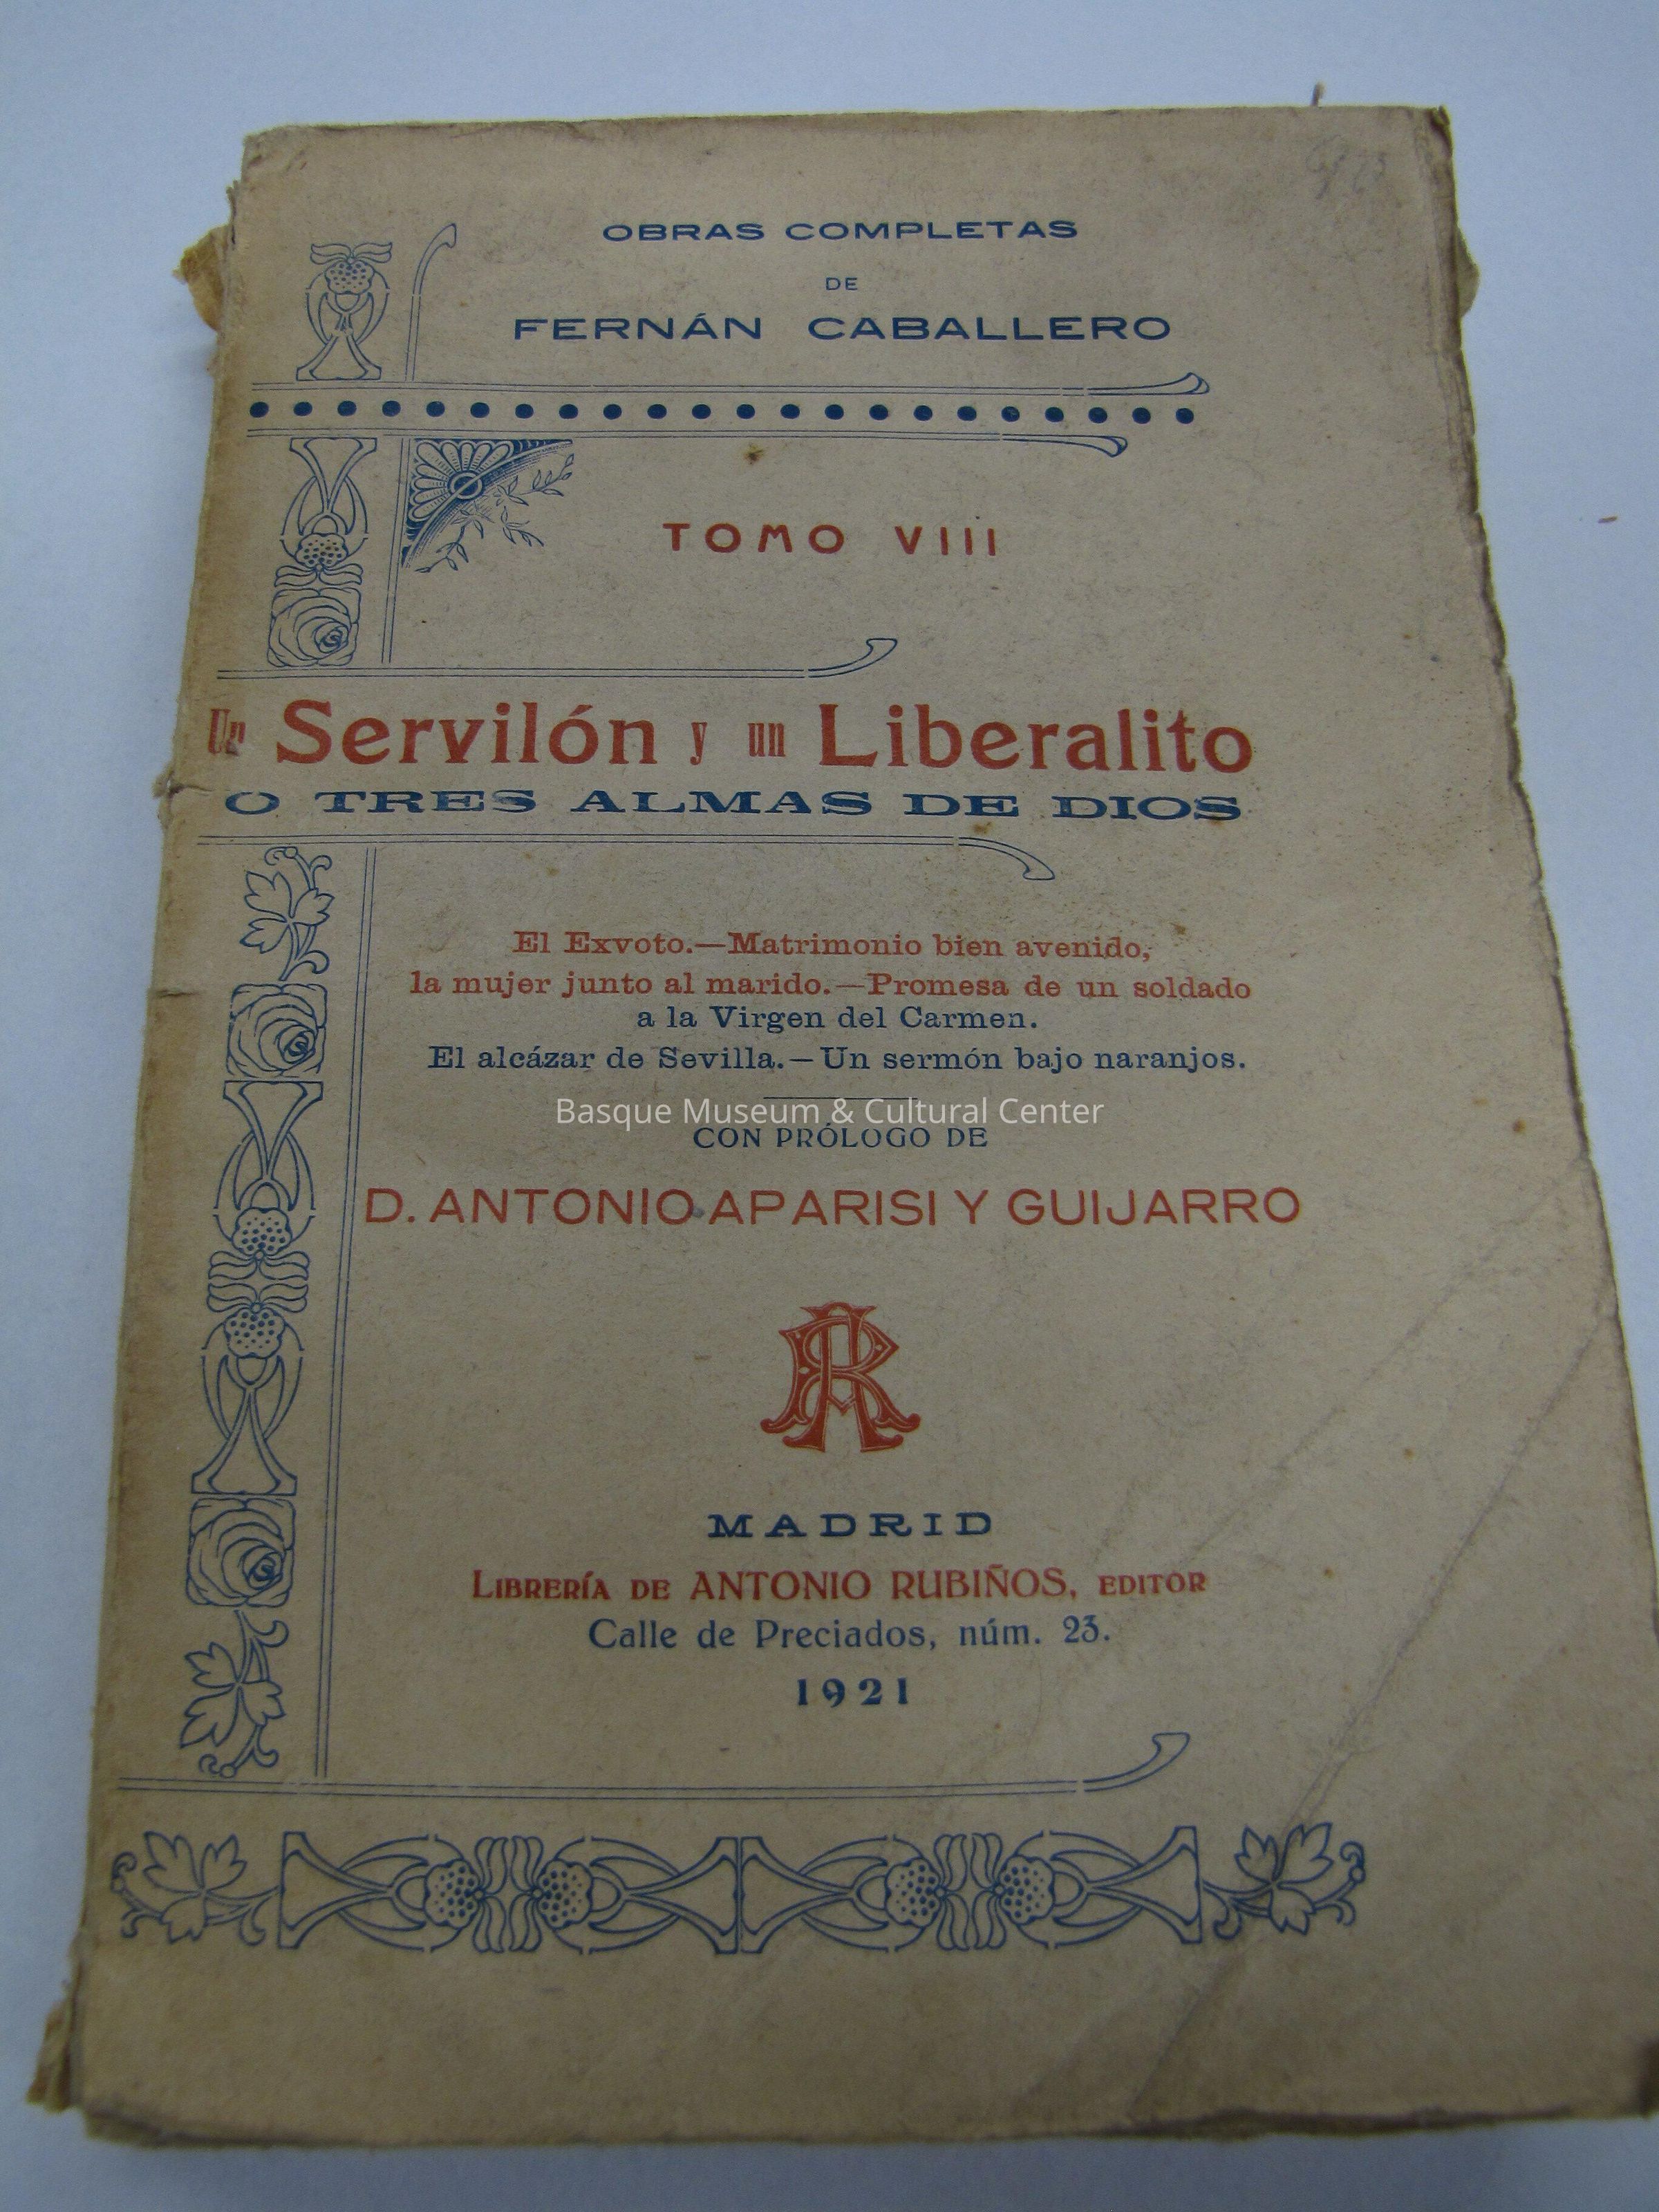 OBRAS COMPLETAS
DE
FERNÁN CABALLERO
TOMO VIII
Un Servilón y un Liberalito
O TRES ALMAS DE DIOS
El Exvoto.—Matrimonio bien avenido,
la mujer junto al marido.—Promesa de un soldado
a la Virgen del Carmen.
El alcázar de Sevilla.—Un sermón bajo naranjos.
Basque Museum & Cultural Center
CON PRÓLOGO DE
D. ANTONIO APARISI Y GUIJARRO
AR
MADRID
LIBRERÍA DE ANTONIO RUBIÑOS, EDITOR
Calle de Preciados, núm. 23.
1921